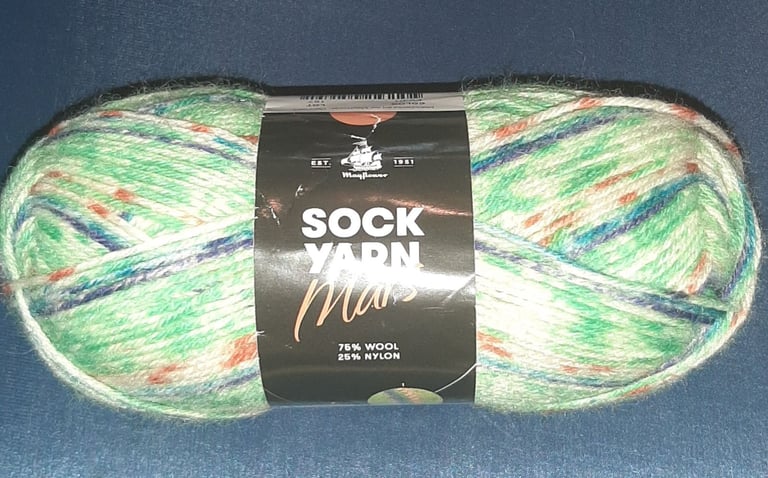 EST. 1951
Mayflower
SOCK
YARN
Mars
75% WOOL
25% NYLON